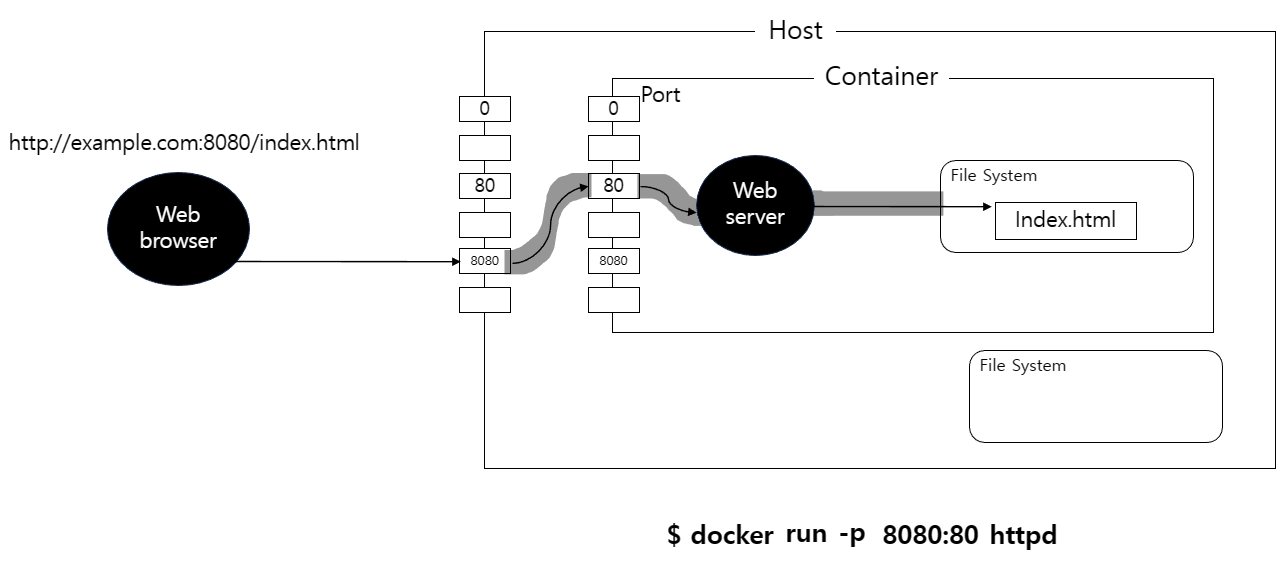 Host
Container
Port
0
0
http://example.com:8080/index.html
80
80
Web
browser
Web
server
File System
Index.html
8080
8080
File System
$ docker run -p 8080:80 httpd